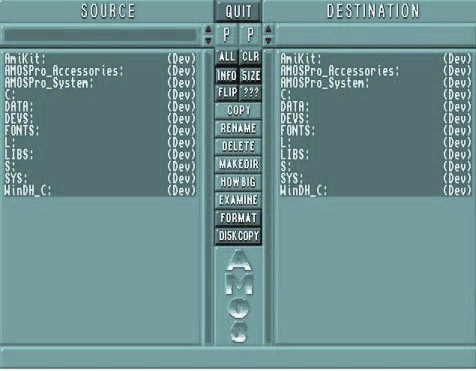 SOURCE
QUIT
DESTINATION
P P
ALL CLR
INFO SIZE
FLIP ???
COPY
RENAME
DELETE
MAKEDIR
HOW BIG
EXAMINE
FORMAT
DISKCOPY
AMOS
AmiKit: (Dev)
AMOSPro_Accessories: (Dev)
AMOSPro_System: (Dev)
C: (Dev)
DATA: (Dev)
DEVS: (Dev)
FONTS: (Dev)
L: (Dev)
LIBS: (Dev)
S: (Dev)
SYS: (Dev)
WinDH_C: (Dev)
AmiKit: (Dev)
AMOSPro_Accessories: (Dev)
AMOSPro_System: (Dev)
C: (Dev)
DATA: (Dev)
DEVS: (Dev)
FONTS: (Dev)
L: (Dev)
LIBS: (Dev)
S: (Dev)
SYS: (Dev)
WinDH_C: (Dev)